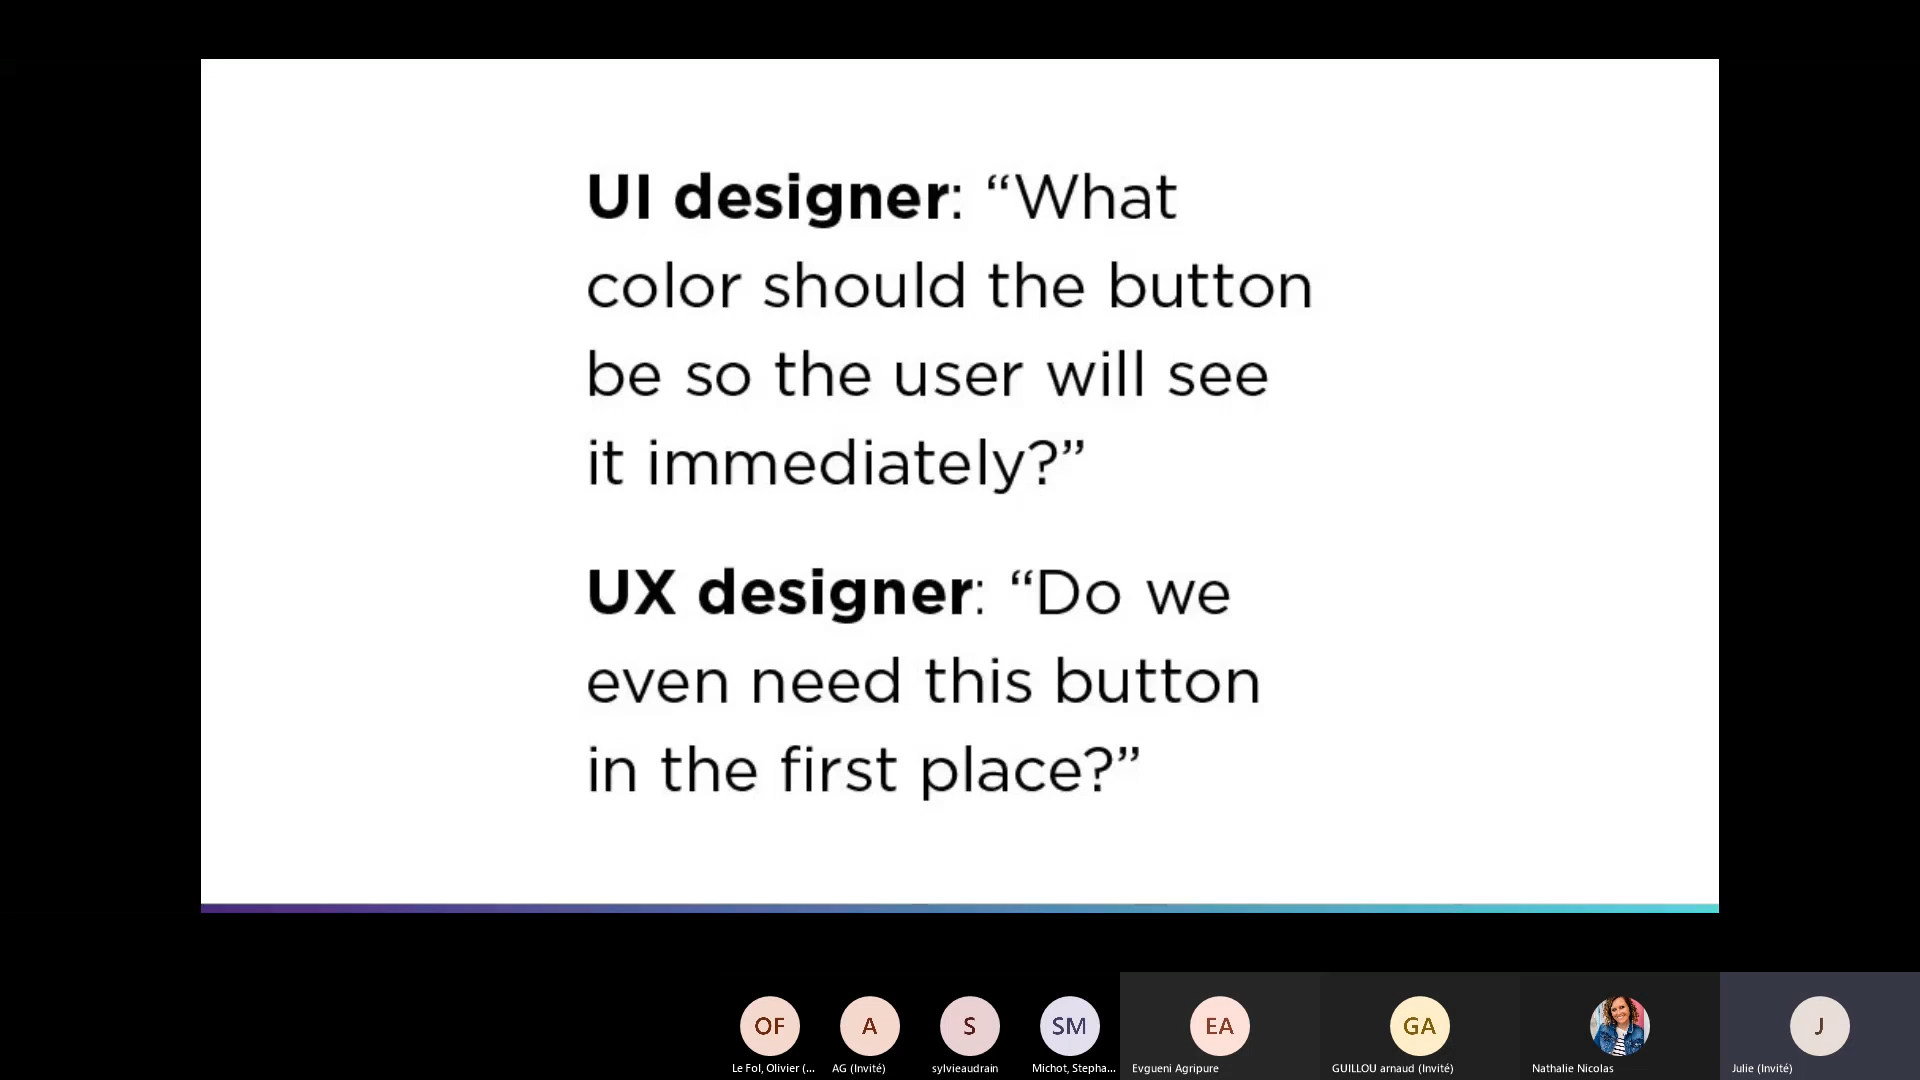 UI designer: “What
color should the button
be so the user will see
it immediately?”
UX designer: “Do we
even need this button
in the first place?”
OF
A
S
SM
EA
GA
J
Le Fol, Olivier (...
AG (Invité)
sylvieaudrain
Michot, Stepha...
Evgueni Agripure
GUILLOU arnaud (Invité)
Nathalie Nicolas
Julie (Invité)